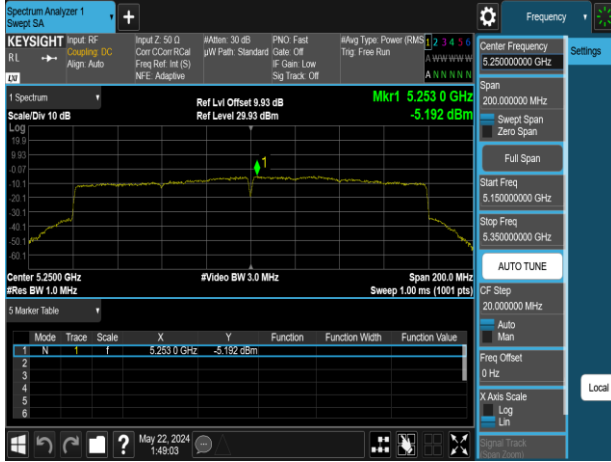 Spectrum Analyzer 1
Swept SA
+
Frequency
KEYSIGHT
RL
LXI
Input: RF
Coupling: DC
Align: Auto
Input Z: 50 Ω
Corr CCorr RCal
Freq Ref: Int (S)
NFE: Adaptive
#Atten: 30 dB
µW Path: Standard
PNO: Fast
Gate: Off
IF Gain: Low
Sig Track: Off
#Avg Type: Power (RMS
Trig: Free Run
1 2 3 4 5 6
A W W W W W
A N N N N N
Center Frequency
5.250000000 GHz
Settings
Span
200.000000 MHz
Swept Span
Zero Span
Full Span
Start Freq
5.150000000 GHz
Stop Freq
5.350000000 GHz
AUTO TUNE
CF Step
20.000000 MHz
Auto
Man
Freq Offset
0 Hz
X Axis Scale
Log
Lin
Signal Track
(Span Zoom)
Local
1 Spectrum
Scale/Div 10 dB
Ref Lvl Offset 9.93 dB
Ref Level 29.93 dBm
Mkr1 5.253 0 GHz
-5.192 dBm
Log
19.9
9.93
-0.07
-10.1
-20.1
-30.1
-40.1
-50.1
-60.1
1
Center 5.2500 GHz
#Res BW 1.0 MHz
#Video BW 3.0 MHz
Span 200.0 MHz
Sweep 1.00 ms (1001 pts)
5 Marker Table
Mode Trace Scale X Y Function Function Width Function Value
1 N 1 f 5.253 0 GHz -5.192 dBm
2
3
4
5
6
?
May 22, 2024
1:49:03